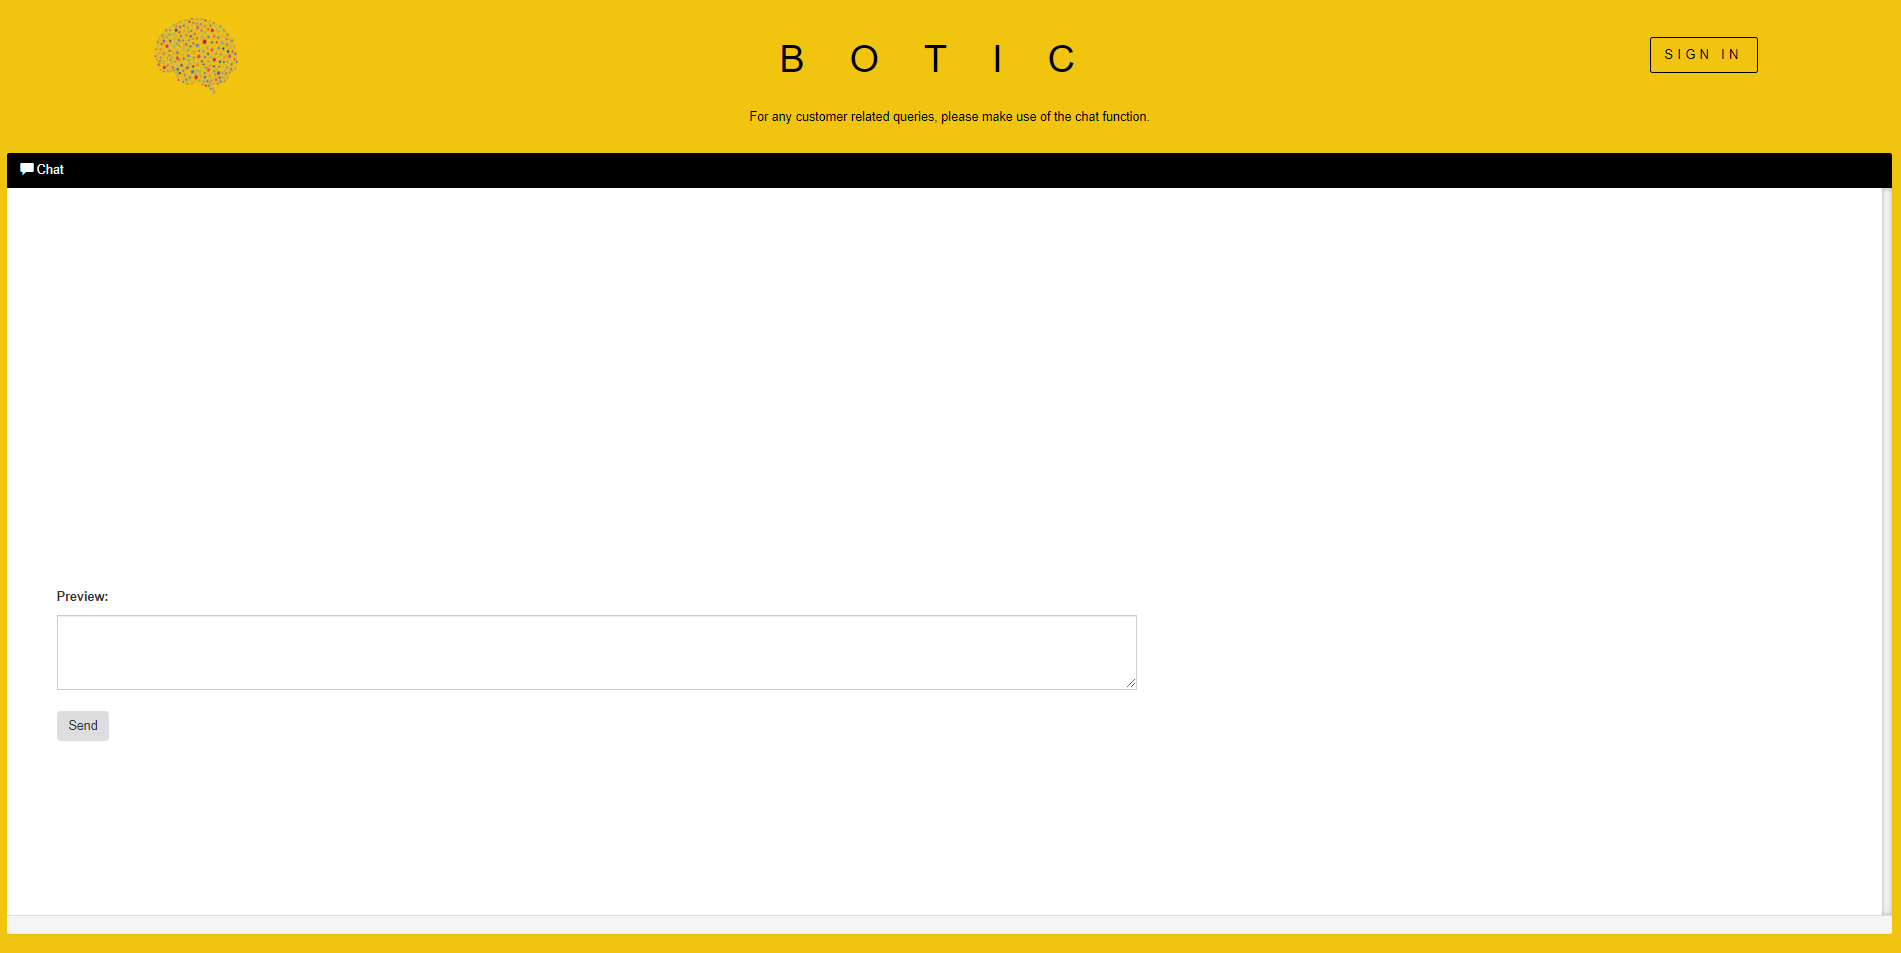 B O T I C
SIGN IN
For any customer related queries, please make use of the chat function.
Chat
Preview:
Send